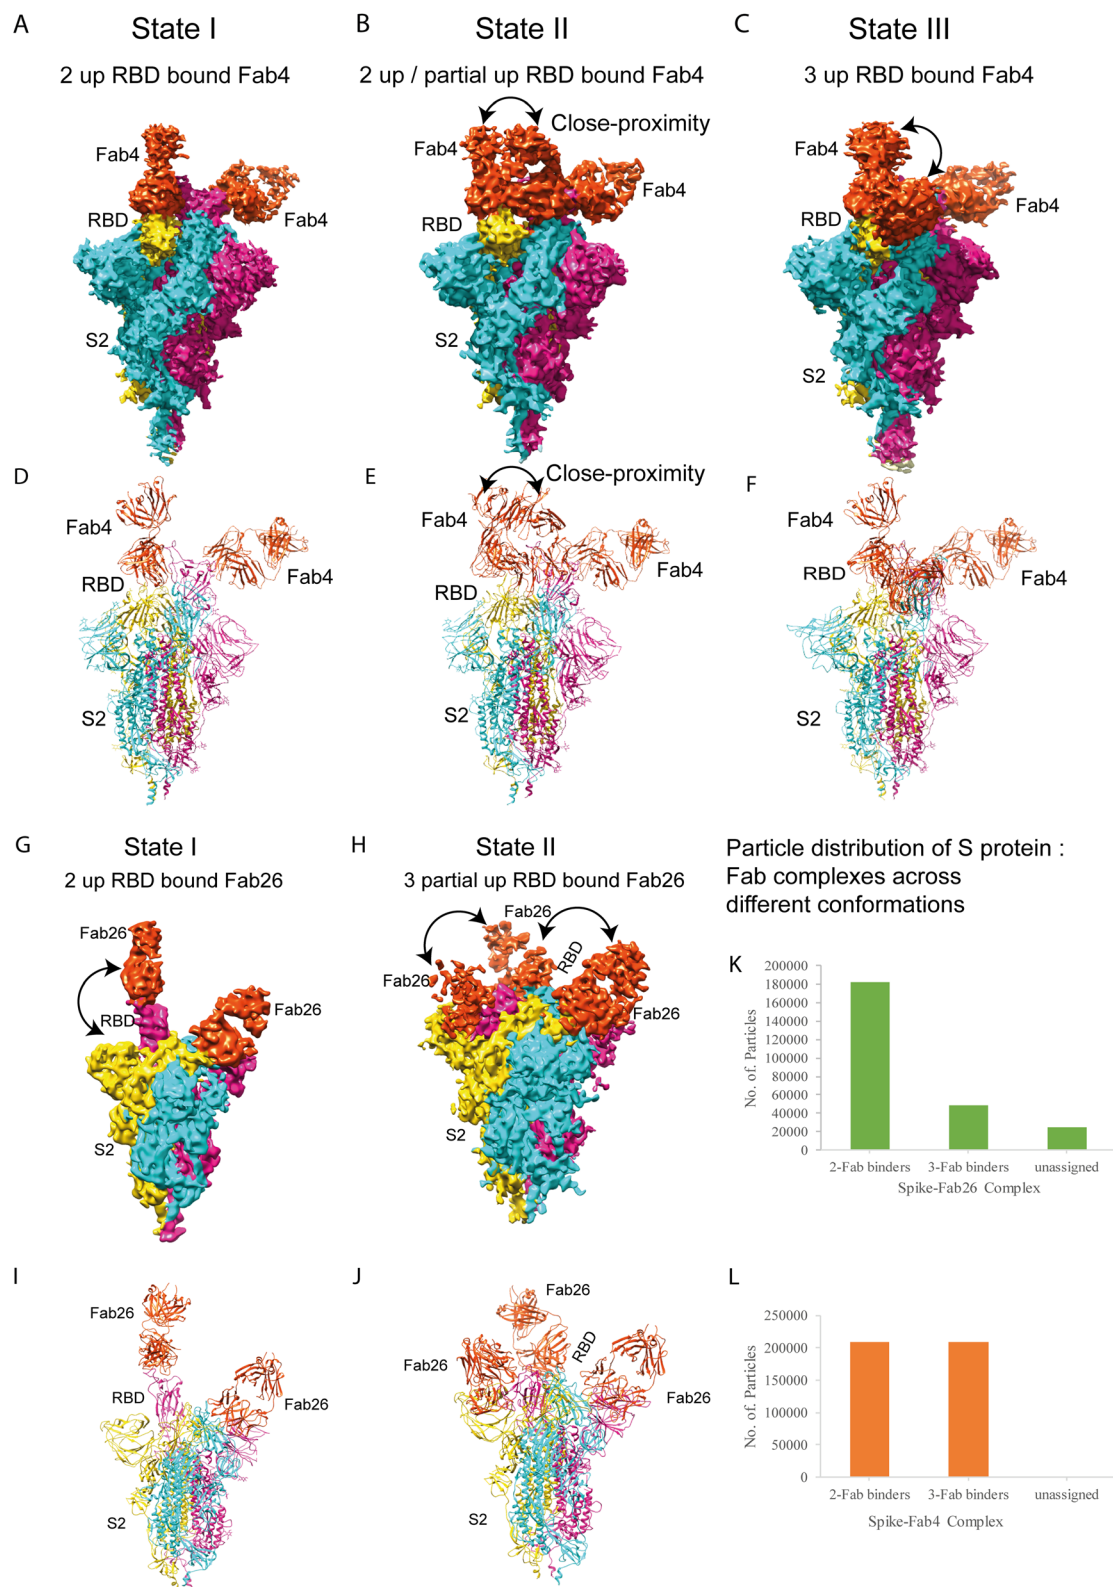 A
State I
2 up RBD bound Fab4
Fab4
RBD
Fab4
S2
B
State II
2 up / partial up RBD bound Fab4
Close-proximity
Fab4
RBD
Fab4
S2
C
State III
3 up RBD bound Fab4
Fab4
RBD
Fab4
S2
D
Fab4
RBD
Fab4
S2
E
Close-proximity
Fab4
RBD
Fab4
S2
F
Fab4
RBD
Fab4
S2
G
State I
2 up RBD bound Fab26
Fab26
RBD
Fab26
S2
H
State II
3 partial up RBD bound Fab26
Fab26
RBD
Fab26
Fab26
S2
Particle distribution of S protein :
Fab complexes across
different conformations
I
Fab26
RBD
Fab26
S2
J
Fab26
RBD
Fab26
Fab26
S2
K
No. of. Particles
200000
180000
160000
140000
120000
100000
80000
60000
40000
20000
0
2-Fab binders
3-Fab binders
unassigned
Spike-Fab26 Complex
L
No. of. Particles
250000
200000
150000
100000
50000
0
2-Fab binders
3-Fab binders
unassigned
Spike-Fab4 Complex